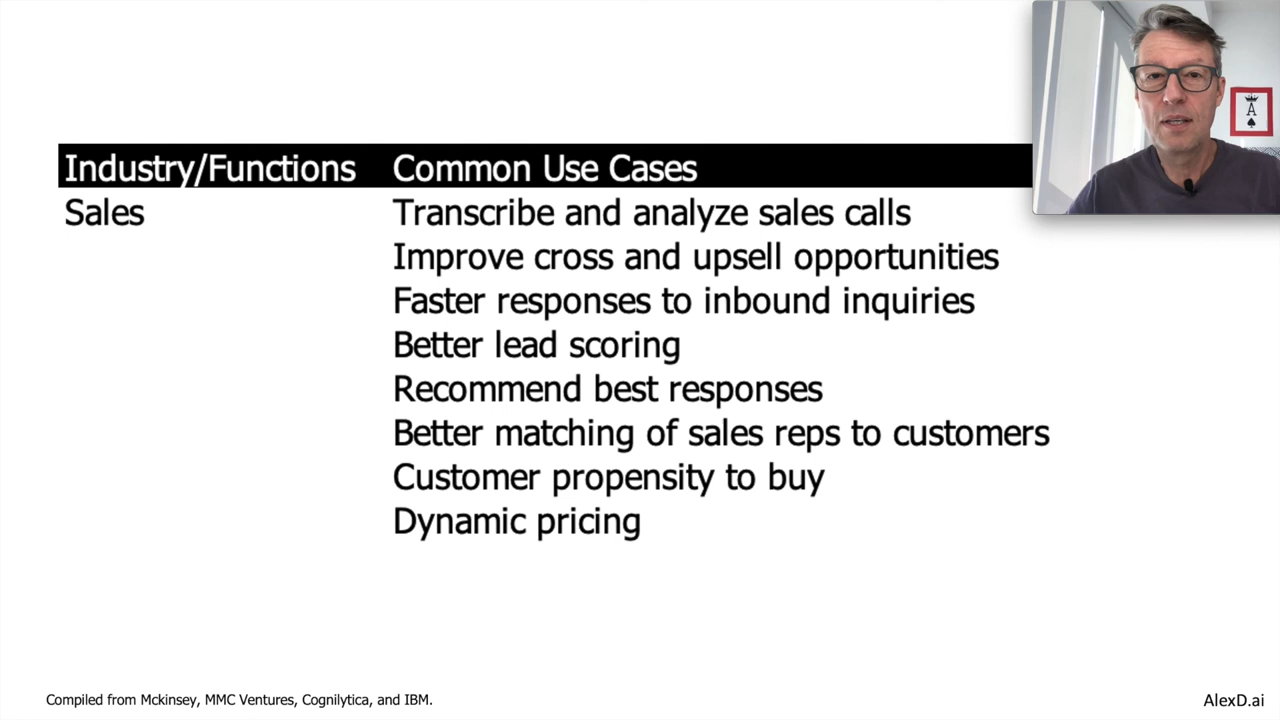 Industry/Functions Common Use Cases
Sales Transcribe and analyze sales calls
Improve cross and upsell opportunities
Faster responses to inbound inquiries
Better lead scoring
Recommend best responses
Better matching of sales reps to customers
Customer propensity to buy
Dynamic pricing
A
Compiled from Mckinsey, MMC Ventures, Cognilytica, and IBM.
AlexD.ai